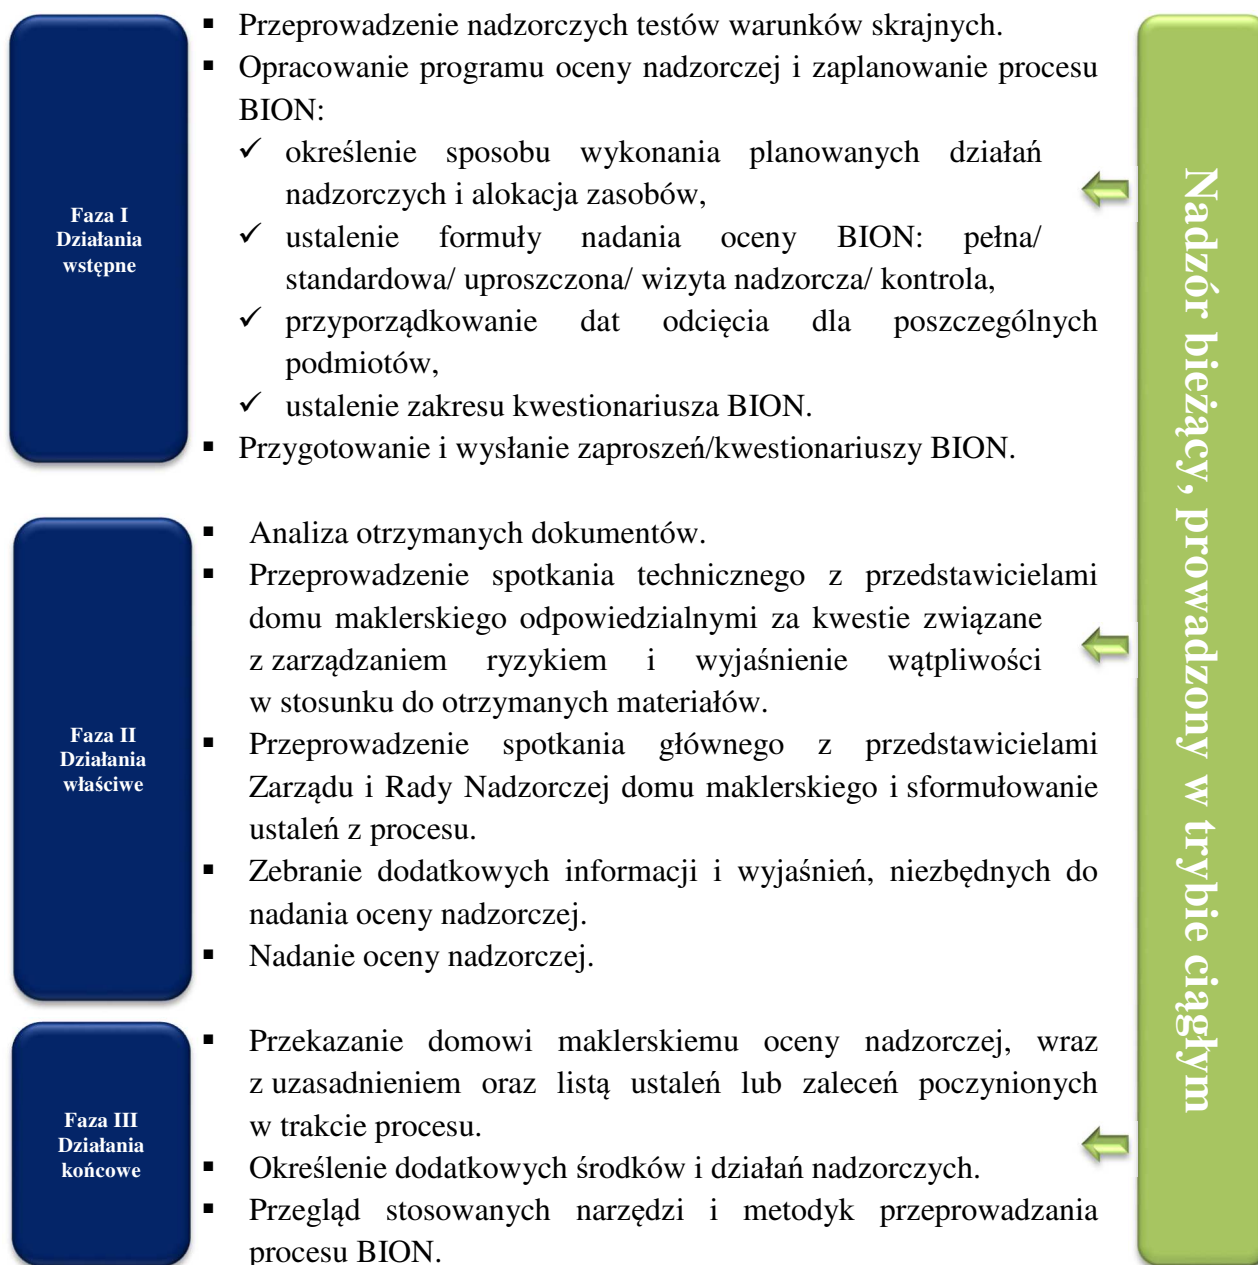 Faza I
Działania
wstępne
▪ Przeprowadzenie nadzorczych testów warunków skrajnych.
▪ Opracowanie programu oceny nadzorczej i zaplanowanie procesu
BION:
✓ określenie sposobu wykonania planowanych działań
nadzorczych i alokacja zasobów,
✓ ustalenie formuły nadania oceny BION: pełna/
standardowa/ uproszczona/ wizyta nadzorcza/ kontrola,
✓ przyporządkowanie dat odcięcia dla poszczególnych
podmiotów,
✓ ustalenie zakresu kwestionariusza BION.
▪ Przygotowanie i wysłanie zaproszeń/kwestionariuszy BION.
Faza II
Działania
właściwe
▪ Analiza otrzymanych dokumentów.
▪ Przeprowadzenie spotkania technicznego z przedstawicielami
domu maklerskiego odpowiedzialnymi za kwestie związane
z zarządzaniem ryzykiem i wyjaśnienie wątpliwości
w stosunku do otrzymanych materiałów.
▪ Przeprowadzenie spotkania głównego z przedstawicielami
Zarządu i Rady Nadzorczej domu maklerskiego i sformułowanie
ustaleń z procesu.
▪ Zebranie dodatkowych informacji i wyjaśnień, niezbędnych do
nadania oceny nadzorczej.
▪ Nadanie oceny nadzorczej.
Faza III
Działania
końcowe
▪ Przekazanie domowi maklerskiemu oceny nadzorczej, wraz
z uzasadnieniem oraz listą ustaleń lub zaleceń poczynionych
w trakcie procesu.
▪ Określenie dodatkowych środków i działań nadzorczych.
▪ Przegląd stosowanych narzędzi i metodyk przeprowadzania
procesu BION.
Nadzór bieżący, prowadzony w trybie ciągłym